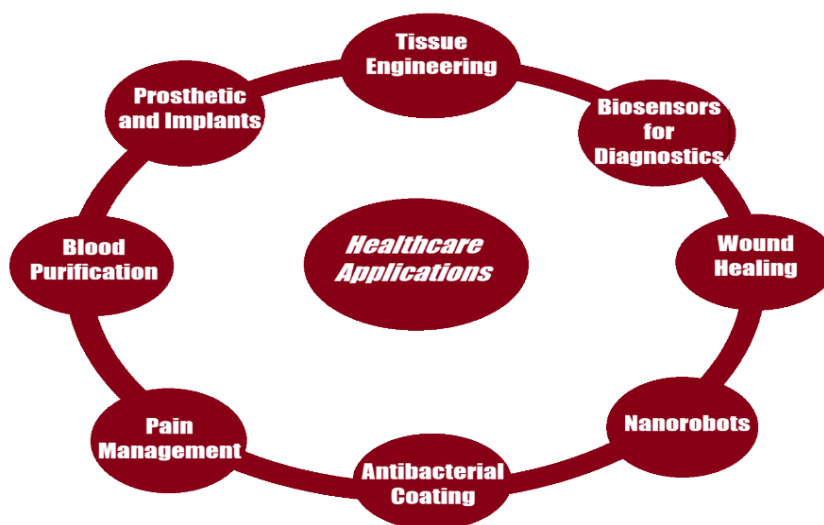 Tissue
Engineering
Biosensors
for
Diagnostics
Wound
Healing
Nanorobots
Antibacterial
Coating
Pain
Management
Blood
Purification
Prosthetic
and Implants
Healthcare
Applications